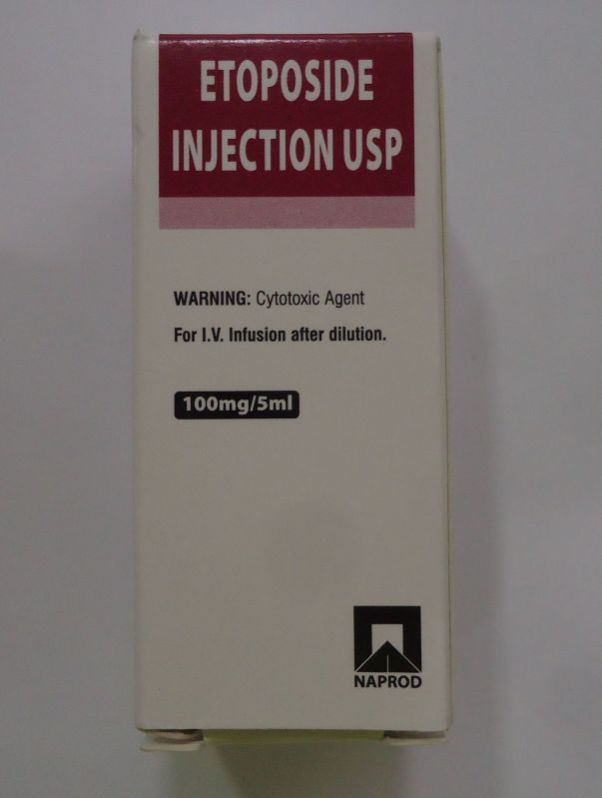 ETOPOSIDE
INJECTION USP
WARNING: Cytotoxic Agent
For I.V. Infusion after dilution.
100mg/5ml
NAPROD